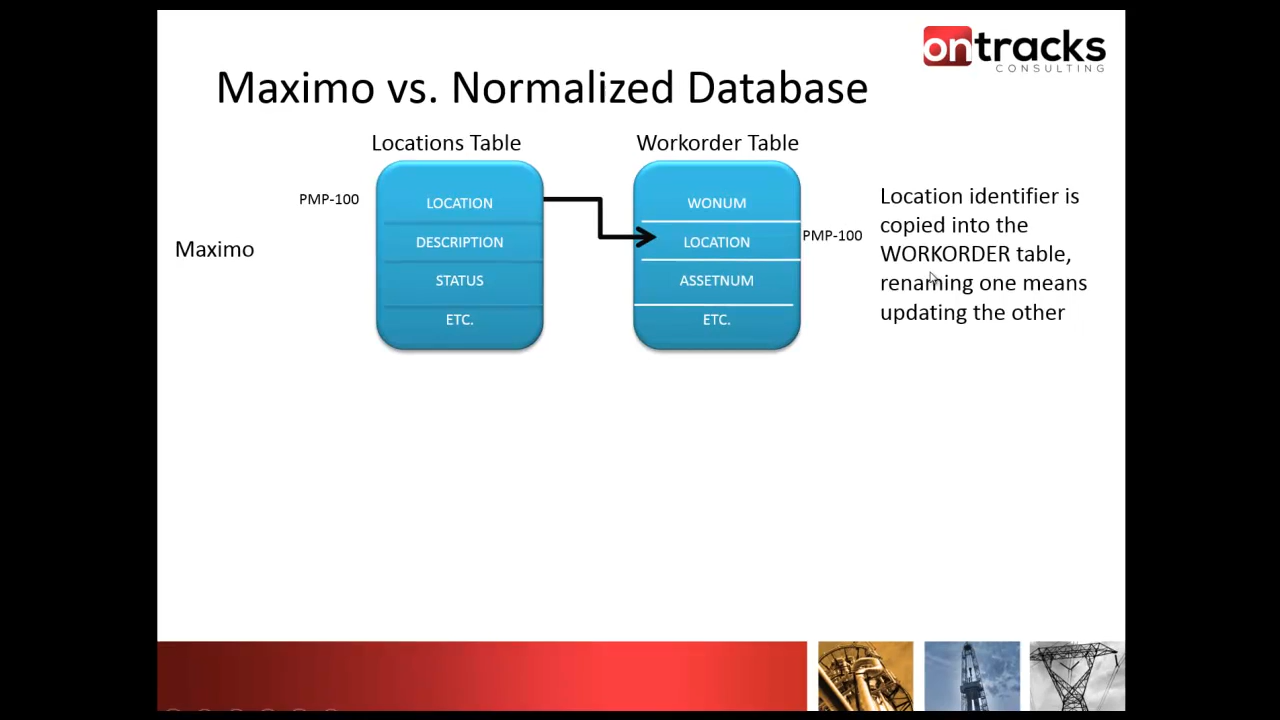 ontracks
CONSULTING
Maximo vs. Normalized Database
Locations Table
Workorder Table
PMP-100
LOCATION
DESCRIPTION
STATUS
ETC.
WONUM
LOCATION
ASSETNUM
ETC.
PMP-100
Maximo
Location identifier is
copied into the
WORKORDER table,
renaming one means
updating the other